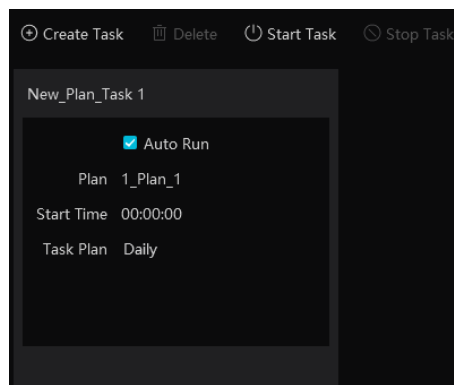 Create Task Delete Start Task Stop Task
New_Plan_Task 1
Auto Run
Plan 1_Plan_1
Start Time 00:00:00
Task Plan Daily